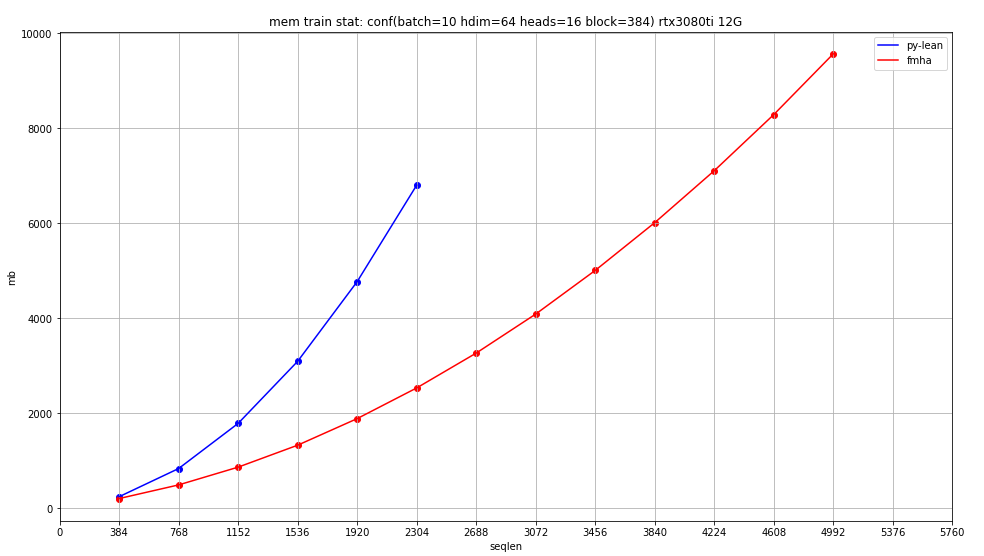 mem train stat: conf(batch=10 hdim=64 heads=16 block=384) rtx3080ti 12G
10000
8000
6000
4000
2000
0
mb
py-lean
fmha
0 384 768 1152 1536 1920 2304 2688 3072 3456 3840 4224 4608 4992 5376 5760
seqlen